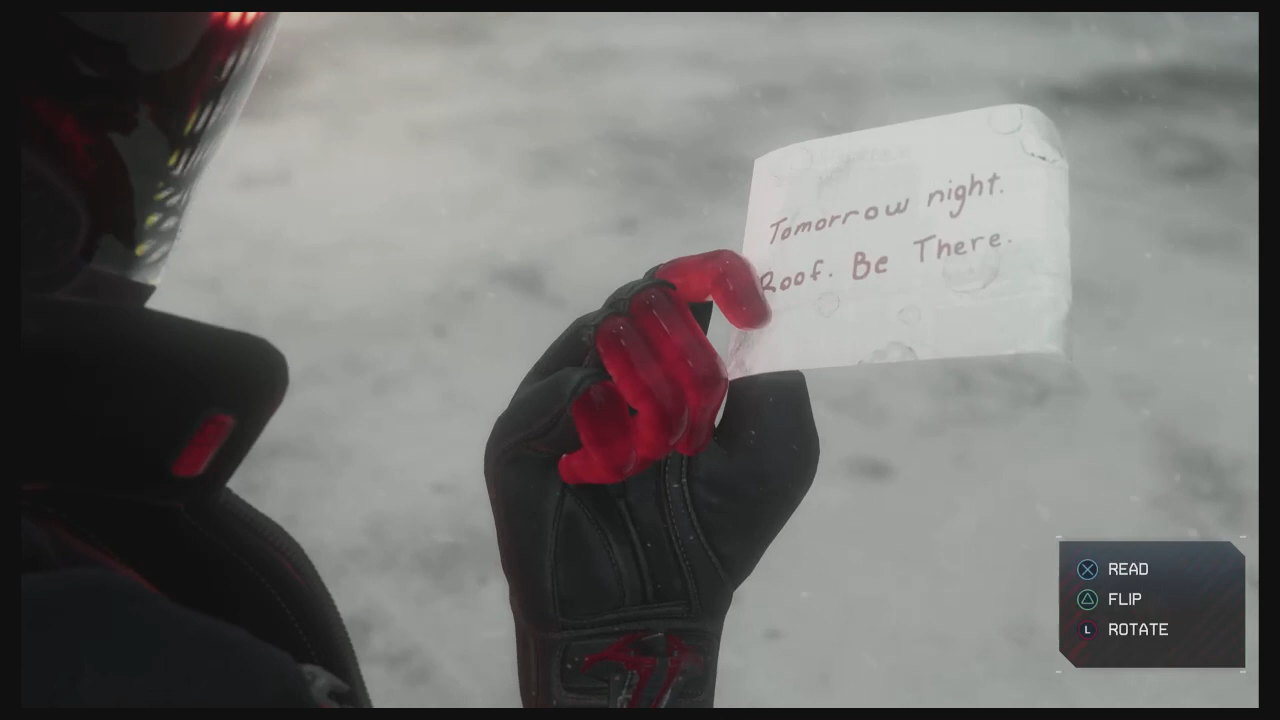 Tomorrow night.
Roof. Be There.
READ
FLIP
L ROTATE